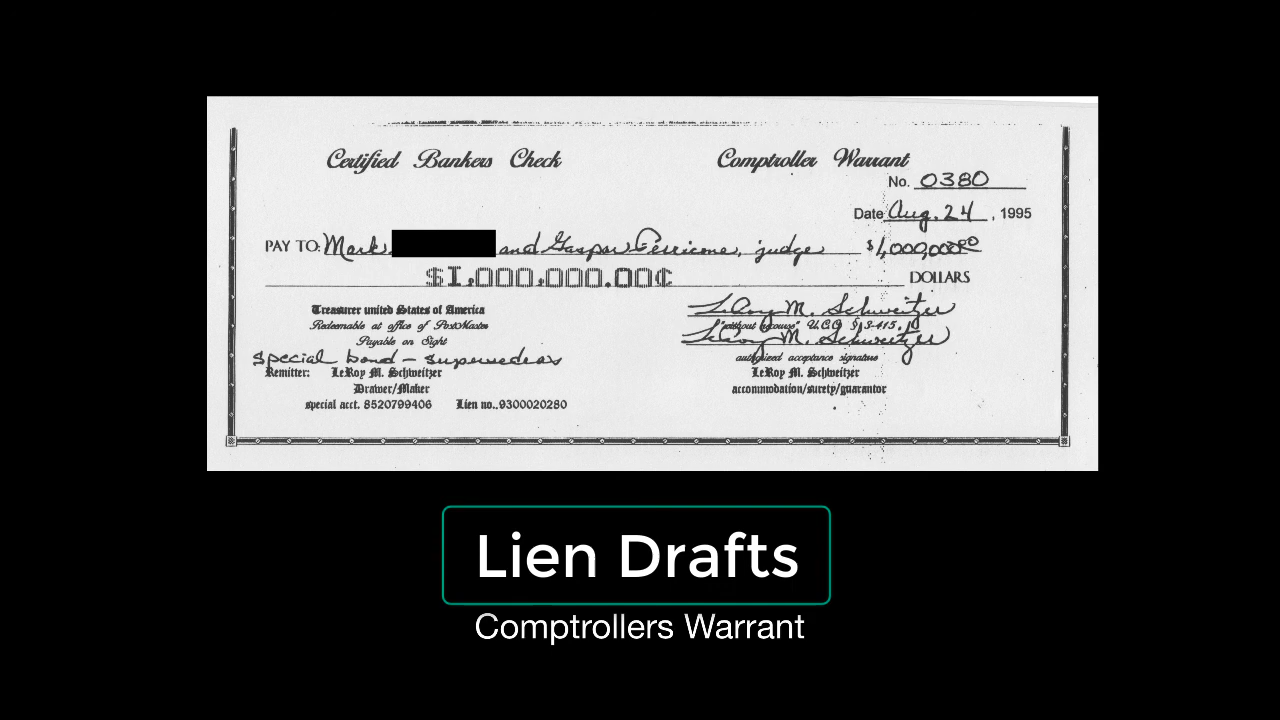 Certified Bankers Check
Comptroller Warrant
No. 0380
Date Aug. 24, 1995
PAY TO: Mark and Gaspar Perricone, judge $1,000,000.00
$1,000,000.00¢ DOLLARS
Treasurer united States of America
Redeemable at office of PostMaster
Payable on Sight
special bond – supersedeas
Remitter: LeRoy M. Schweitzer
Drawer/Maker
special acct. 8520799406 Lien no..9300020280
LeRoy M. Schweitzer
"without recourse" U.C.C. §3-415.
LeRoy M. Schweitzer
authorized acceptance signature
LeRoy M. Schweitzer
accommodation/surety/guarantor
Lien Drafts
Comptrollers Warrant